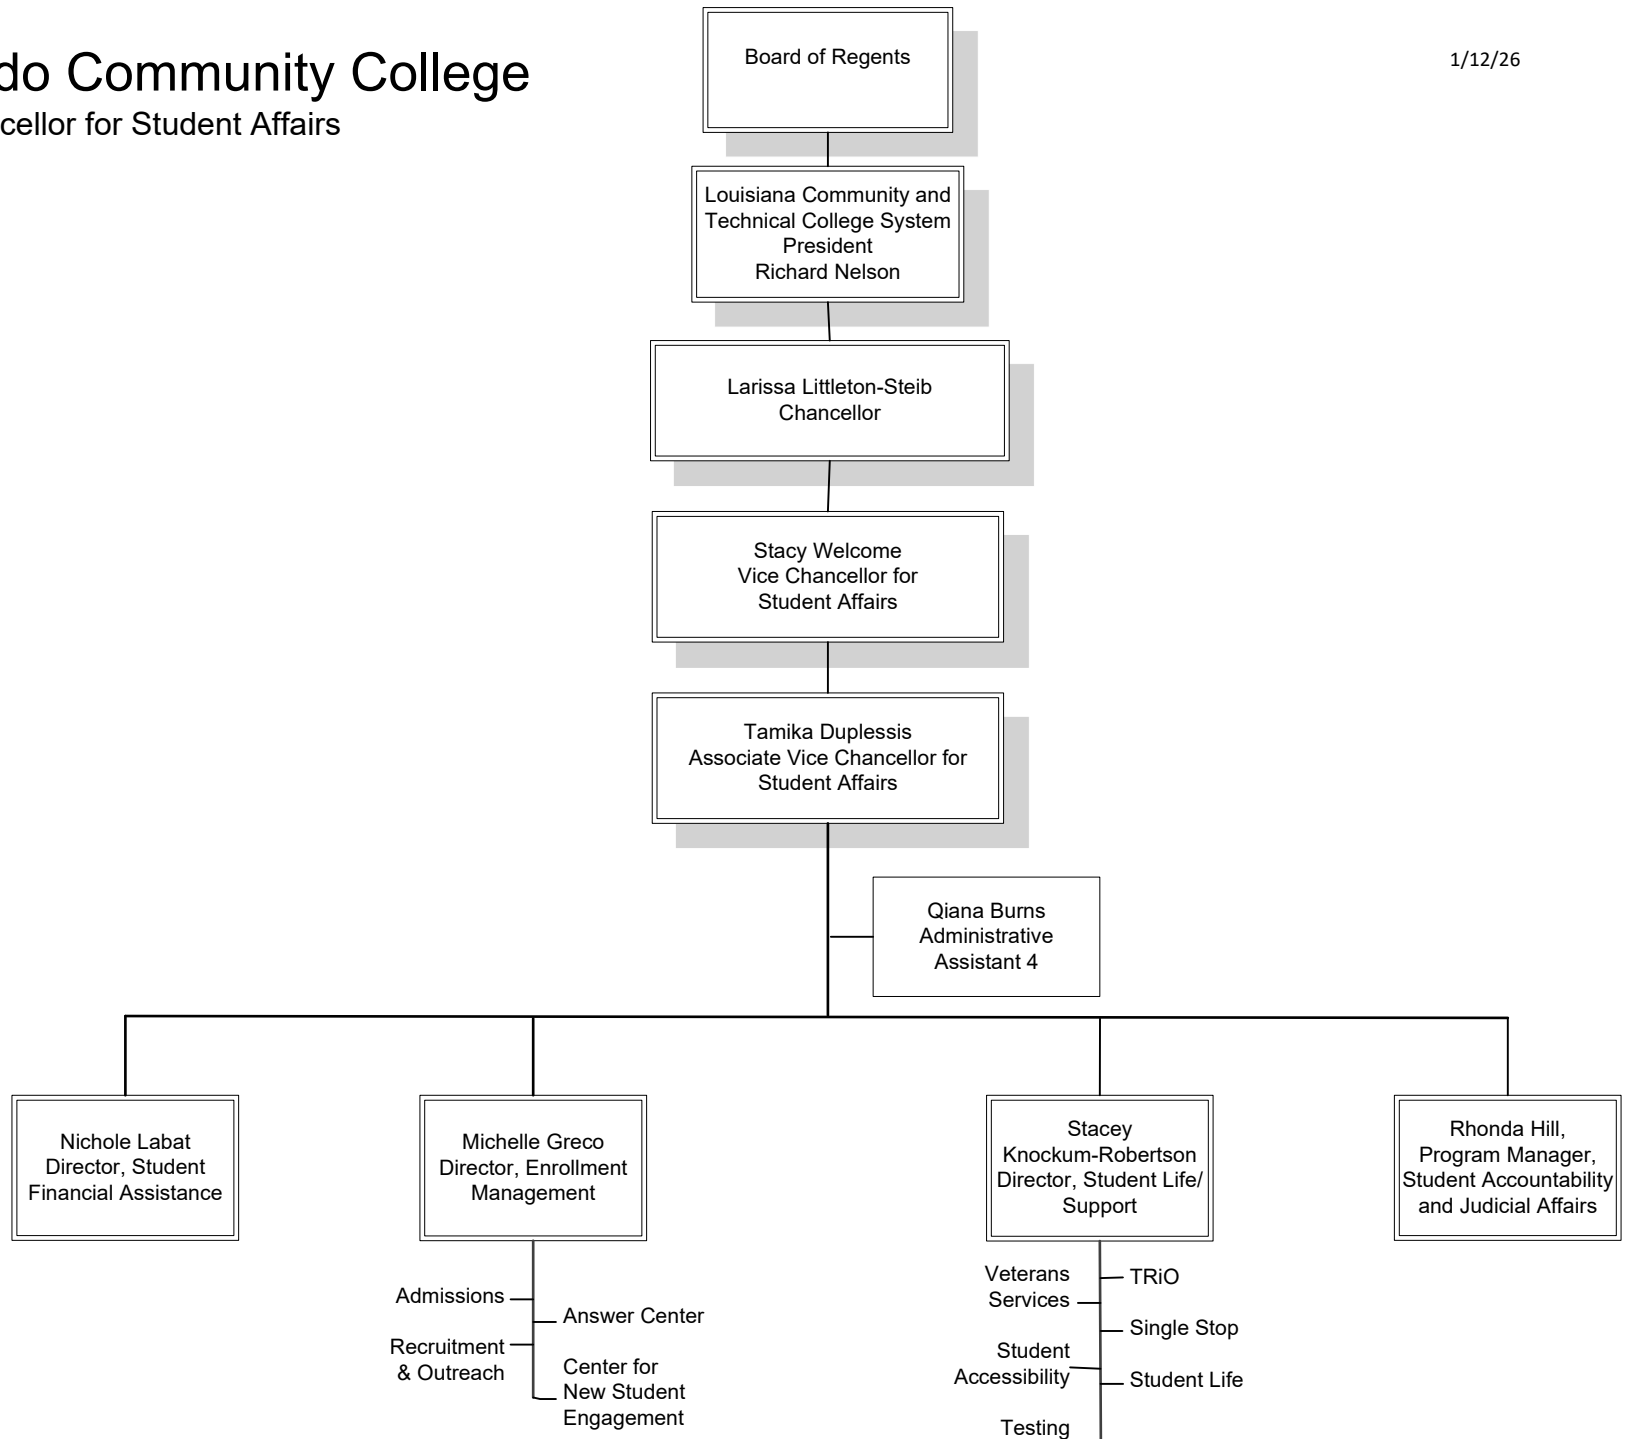 do Community College
cellor for Student Affairs
1/12/26
Board of Regents
Louisiana Community and
Technical College System
President
Richard Nelson
Larissa Littleton-Steib
Chancellor
Stacy Welcome
Vice Chancellor for
Student Affairs
Tamika Duplessis
Associate Vice Chancellor for
Student Affairs
Qiana Burns
Administrative
Assistant 4
Nichole Labat
Director, Student
Financial Assistance
Michelle Greco
Director, Enrollment
Management
Stacey
Knockum-Robertson
Director, Student Life/
Support
Rhonda Hill,
Program Manager,
Student Accountability
and Judicial Affairs
Admissions
Recruitment
& Outreach
Answer Center
Center for
New Student
Engagement
Veterans
Services
Student
Accessibility
Testing
TRiO
Single Stop
Student Life